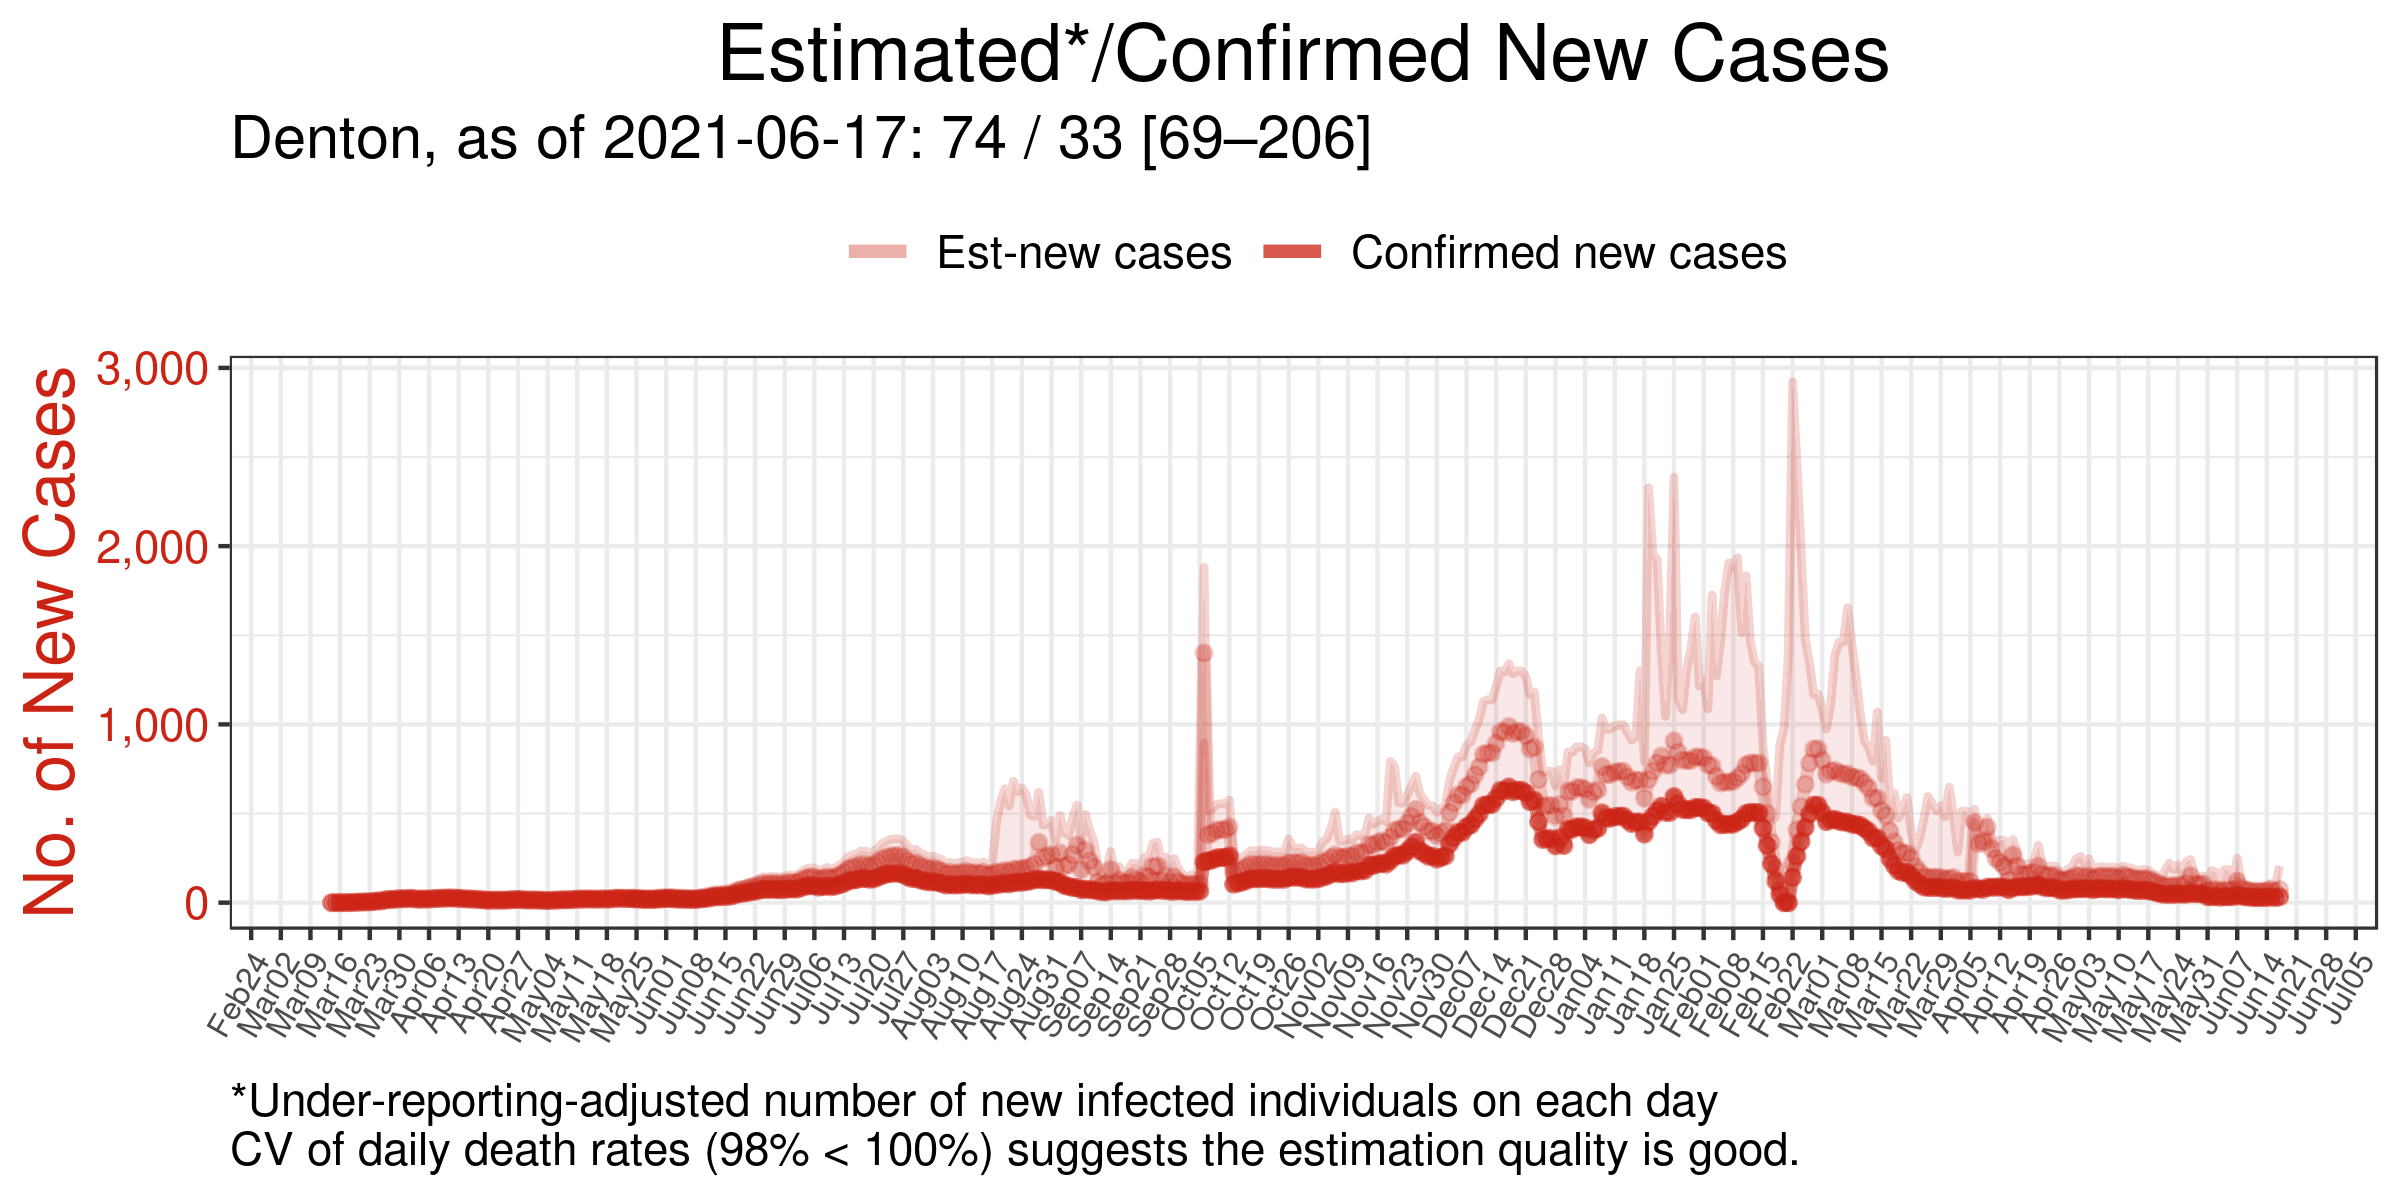 Estimated*/Confirmed New Cases
Denton, as of 2021-06-17: 74 / 33 [69–206]
Est-new cases Confirmed new cases
No. of New Cases
3,000
2,000
1,000
0
Feb24 Mar02 Mar09 Mar16 Mar23 Mar30 Apr06 Apr13 Apr20 Apr27 May04 May11 May18 May25 Jun01 Jun08 Jun15 Jun22 Jun29 Jul06 Jul13 Jul20 Jul27 Aug03 Aug10 Aug17 Aug24 Aug31 Sep07 Sep14 Sep21 Sep28 Oct05 Oct12 Oct19 Oct26 Nov02 Nov09 Nov16 Nov23 Nov30 Dec07 Dec14 Dec21 Dec28 Jan04 Jan11 Jan18 Jan25 Feb01 Feb08 Feb15 Feb22 Mar01 Mar08 Mar15 Mar22 Mar29 Apr05 Apr12 Apr19 Apr26 May03 May10 May17 May24 May31 Jun07 Jun14 Jun21 Jun28 Jul05
*Under-reporting-adjusted number of new infected individuals on each day
CV of daily death rates (98% < 100%) suggests the estimation quality is good.